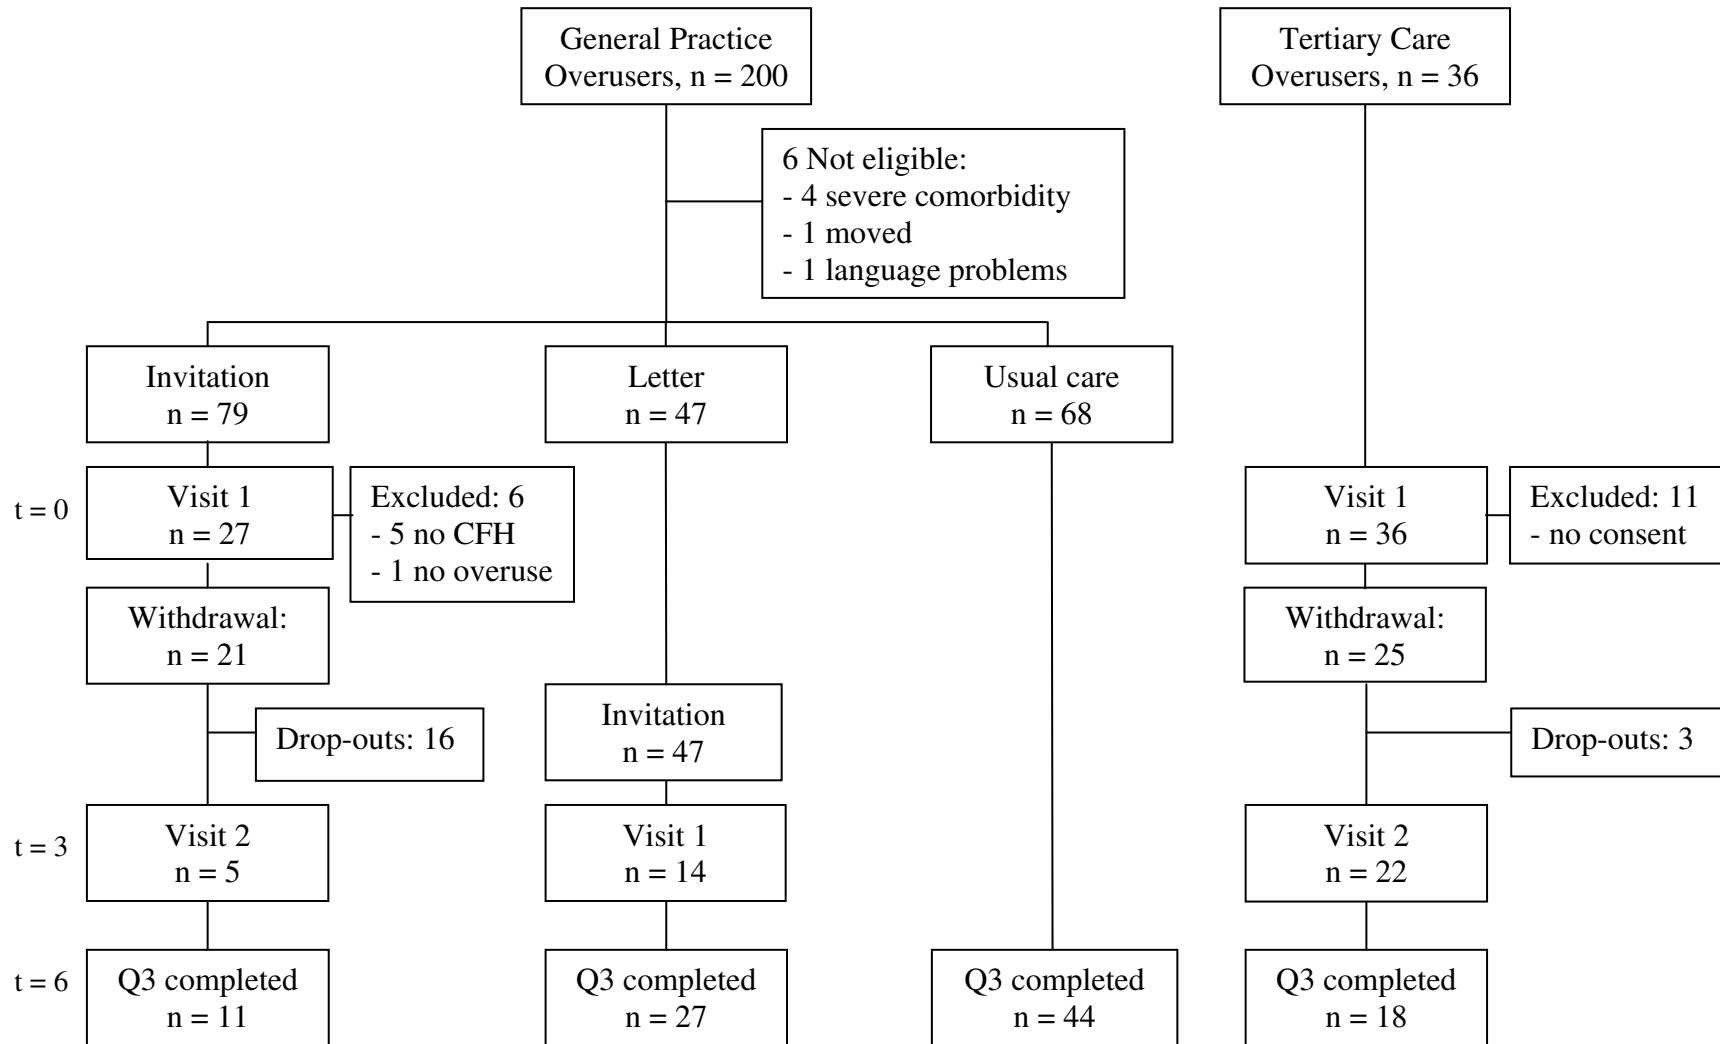 General Practice
Overusers, n = 200
Tertiary Care
Overusers, n = 36
6 Not eligible:
- 4 severe comorbidity
- 1 moved
- 1 language problems
Invitation
n = 79
Letter
n = 47
Usual care
n = 68
t = 0
Visit 1
n = 27
Excluded: 6
- 5 no CFH
- 1 no overuse
Visit 1
n = 36
Excluded: 11
- no consent
Withdrawal:
n = 21
Withdrawal:
n = 25
Drop-outs: 16
Invitation
n = 47
Drop-outs: 3
t = 3
Visit 2
n = 5
Visit 1
n = 14
Visit 2
n = 22
t = 6
Q3 completed
n = 11
Q3 completed
n = 27
Q3 completed
n = 44
Q3 completed
n = 18